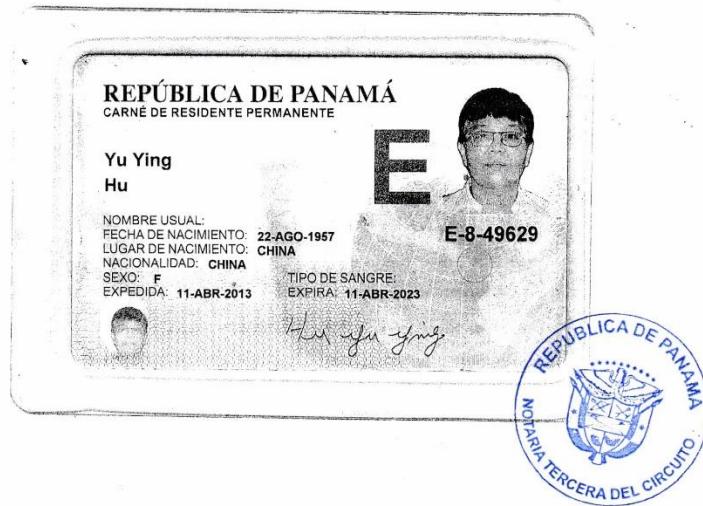 REPÚBLICA DE PANAMÁ
CARNÉ DE RESIDENTE PERMANENTE
E
Yu Ying
Hu
NOMBRE USUAL:
FECHA DE NACIMIENTO: 22-AGO-1957
E-8-49629
LUGAR DE NACIMIENTO: CHINA
NACIONALIDAD: CHINA
SEXO: F TIPO DE SANGRE:
EXPEDIDA: 11-ABR-2013 EXPIRA: 11-ABR-2023
Hu yu ying
REPUBLICA DE PANAMA
NOTARIA TERCERA DEL CIRCUITO